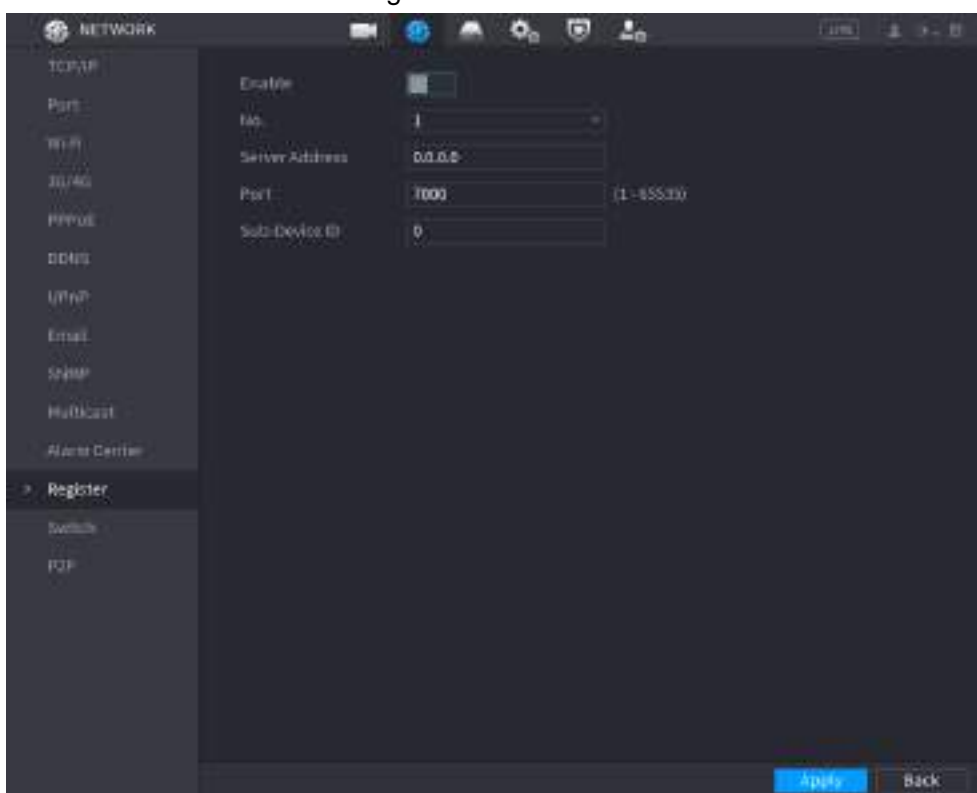 NETWORK
LIVE
TCP/IP
Port
Wi-Fi
3G/4G
PPPoE
DDNS
UPnP
Email
SNMP
Multicast
Alarm Center
Register
Switch
P2P
Enable
No. 1
Server Address 0.0.0.0
Port 7000 (1 - 65535)
Sub-Device ID 0
Apply Back